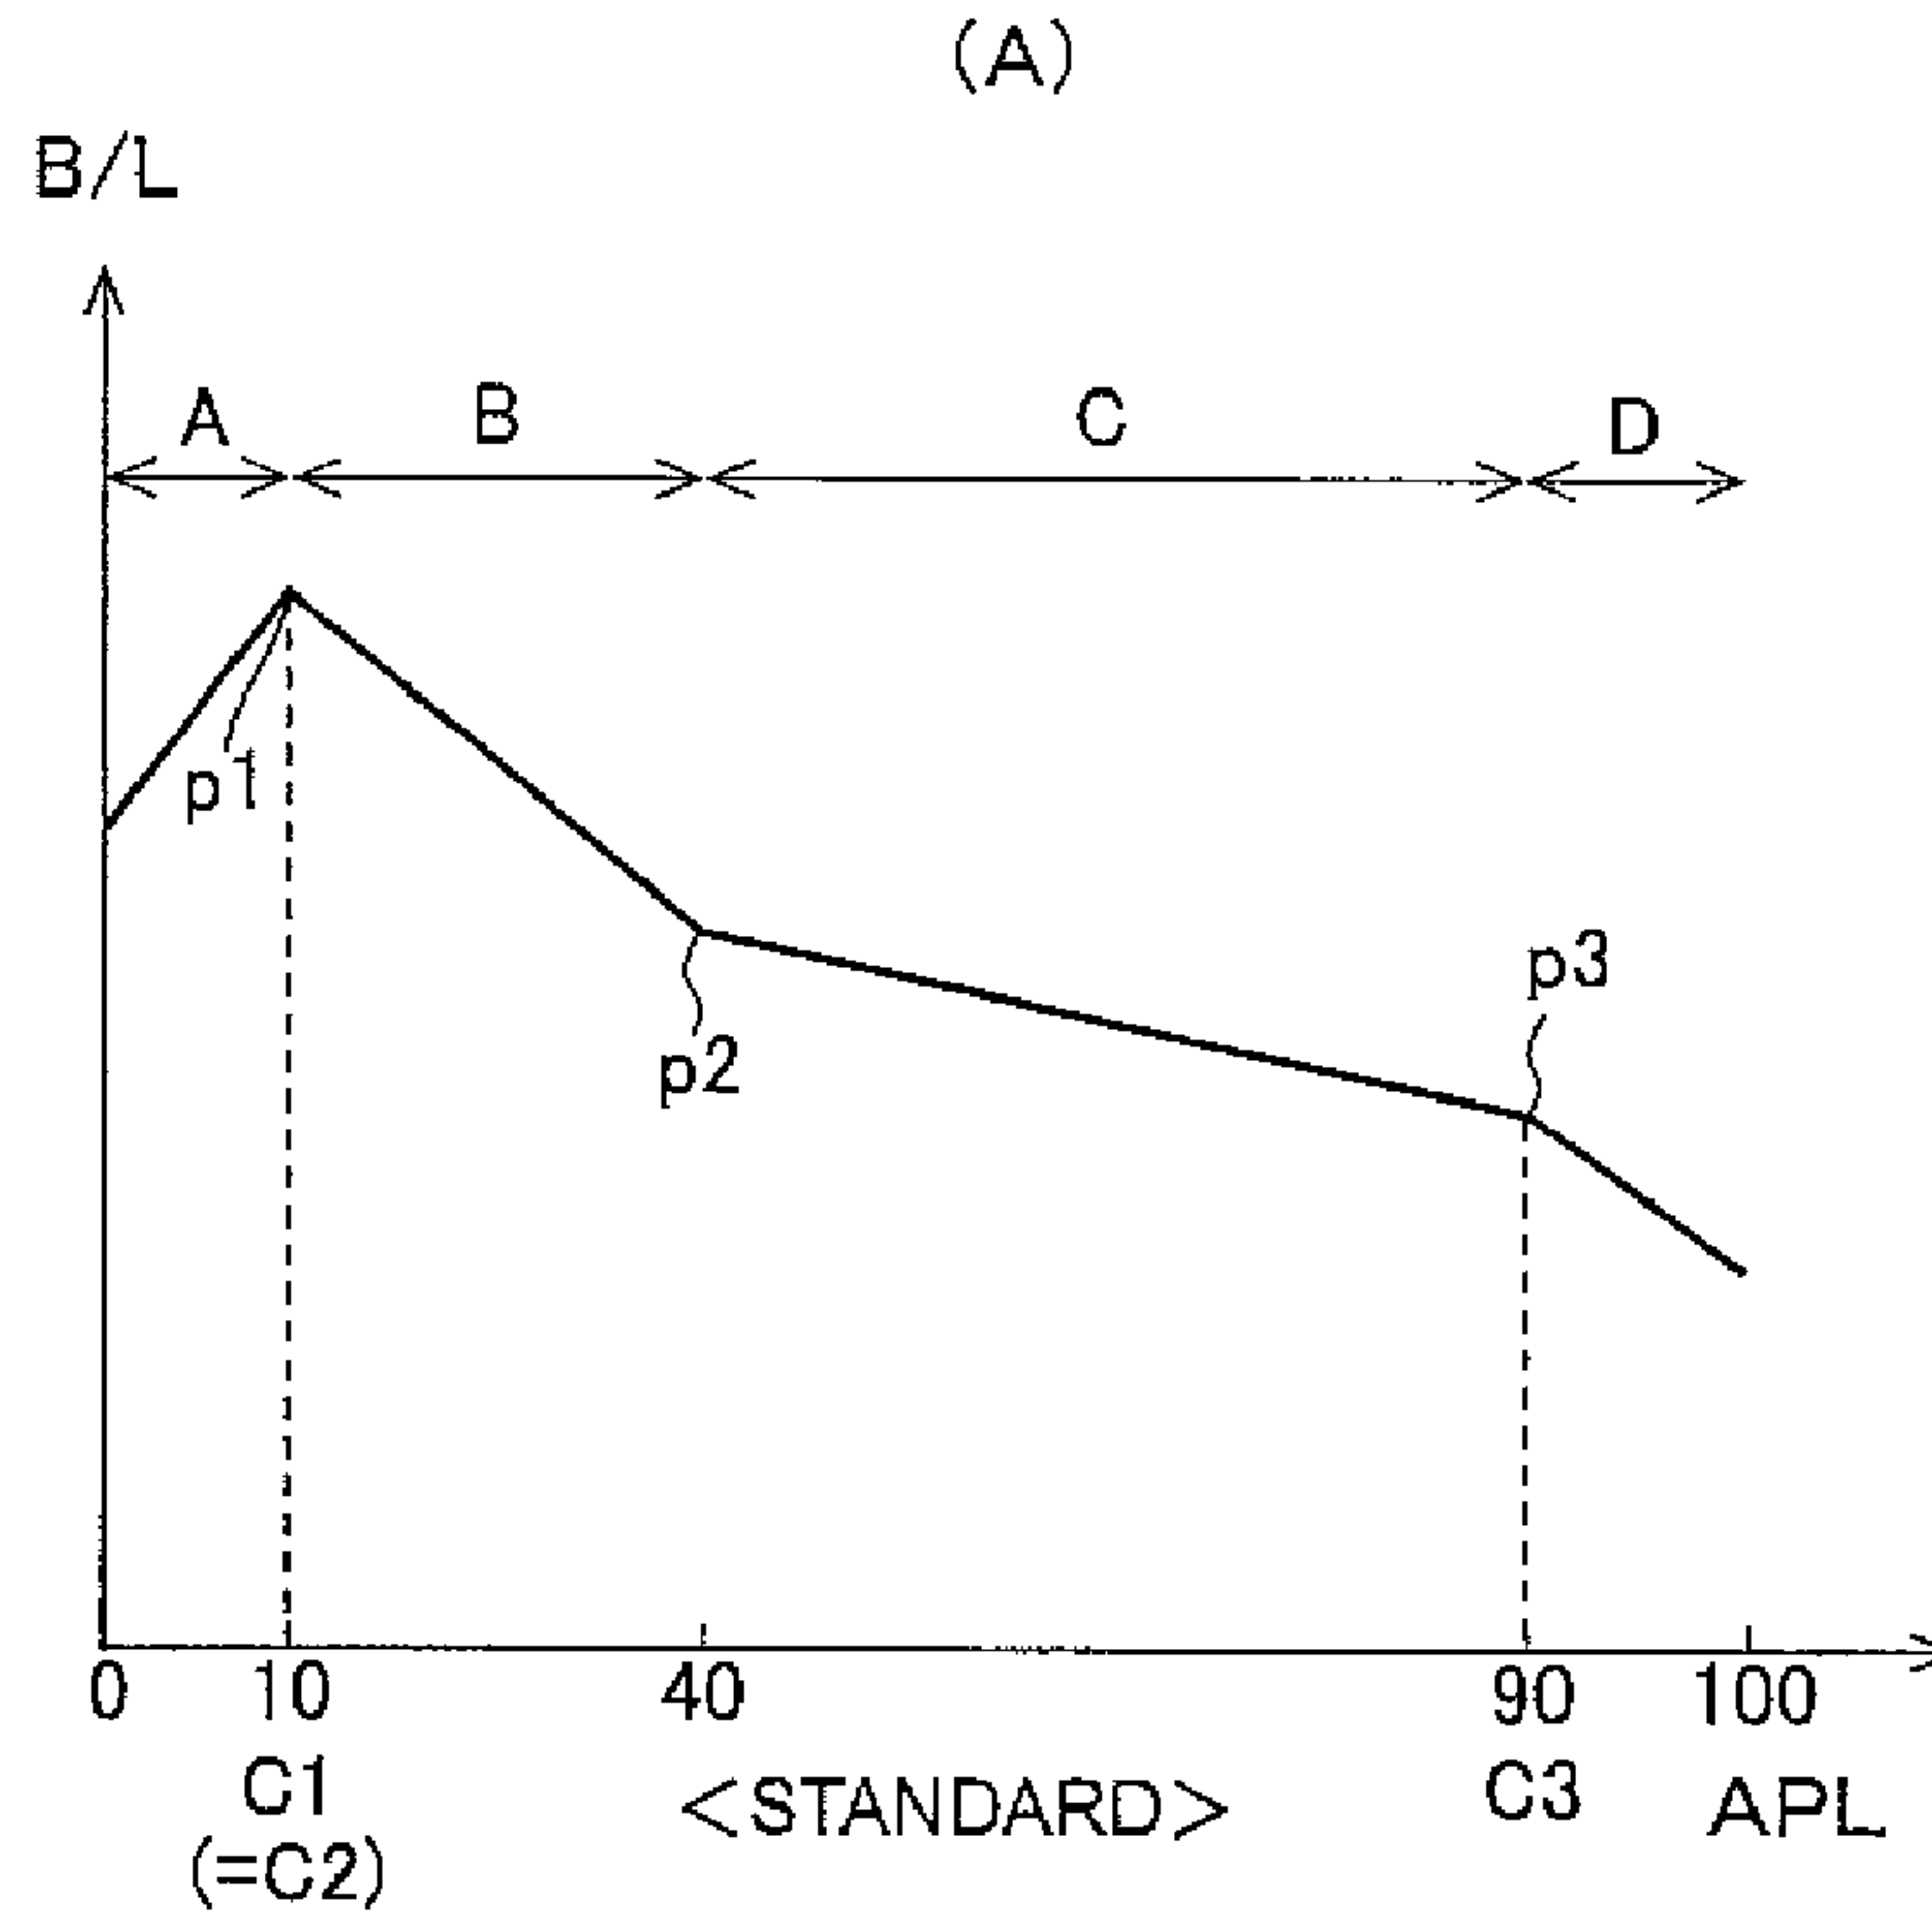 (A)
B/L
A B C D
p1
p2
p3
0 10 40 90 100
C1 <STANDARD> C3 APL
(=C2)